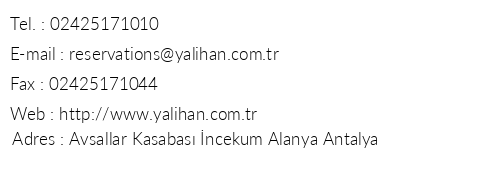 Tel. : 02425171010
E-mail : reservations@yalihan.com.tr
Fax : 02425171044
Web : http://www.yalihan.com.tr
Adres : Avsallar Kasabası İncekum Alanya Antalya